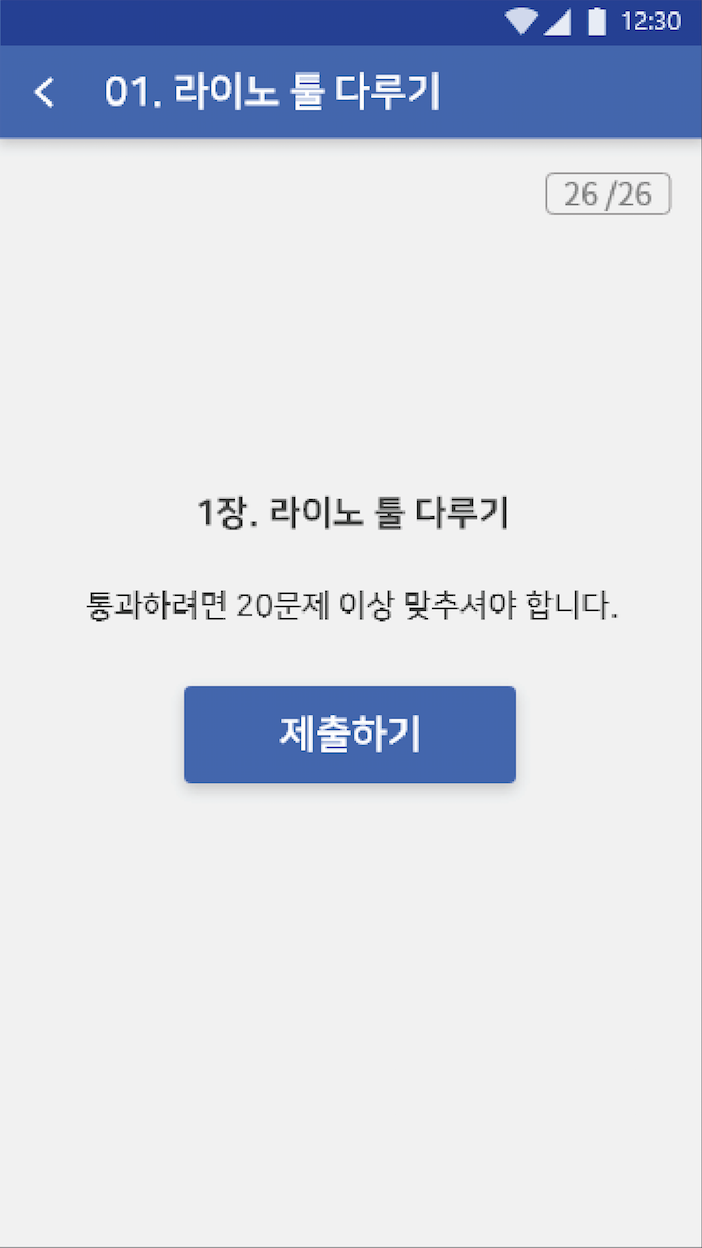 12:30
01. 라이노 툴 다루기
26 /26
1장. 라이노 툴 다루기
통과하려면 20문제 이상 맞추셔야 합니다.
제출하기